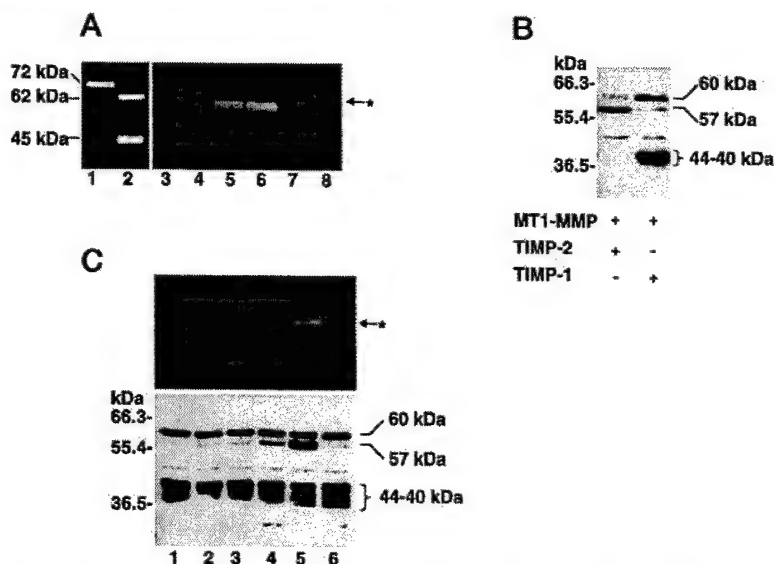 A
72 kDa
62 kDa
45 kDa
1 2 3 4 5 6 7 8
*
B
kDa
66.3-
55.4-
36.5-
60 kDa
57 kDa
44-40 kDa
MT1-MMP + +
TIMP-2 + -
TIMP-1 - +
C
*
kDa
66.3-
55.4-
36.5-
60 kDa
57 kDa
44-40 kDa
1 2 3 4 5 6